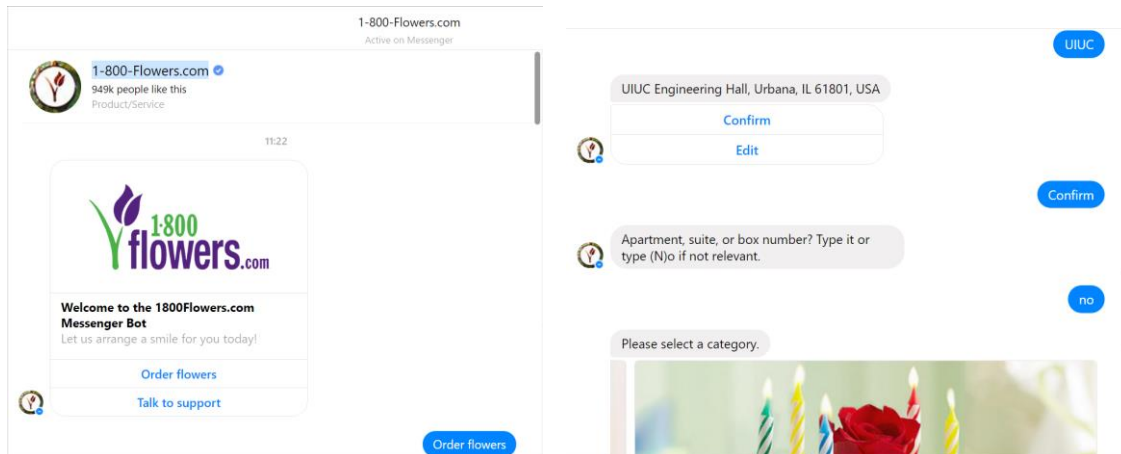 1-800-Flowers.com
Active on Messenger
1-800-Flowers.com
949k people like this
Product/Service
11:22
1·800
flowers.com
Welcome to the 1800Flowers.com
Messenger Bot
Let us arrange a smile for you today!
Order flowers
Talk to support
Order flowers
UIUC
UIUC Engineering Hall, Urbana, IL 61801, USA
Confirm
Edit
Confirm
Apartment, suite, or box number? Type it or
type (N)o if not relevant.
no
Please select a category.